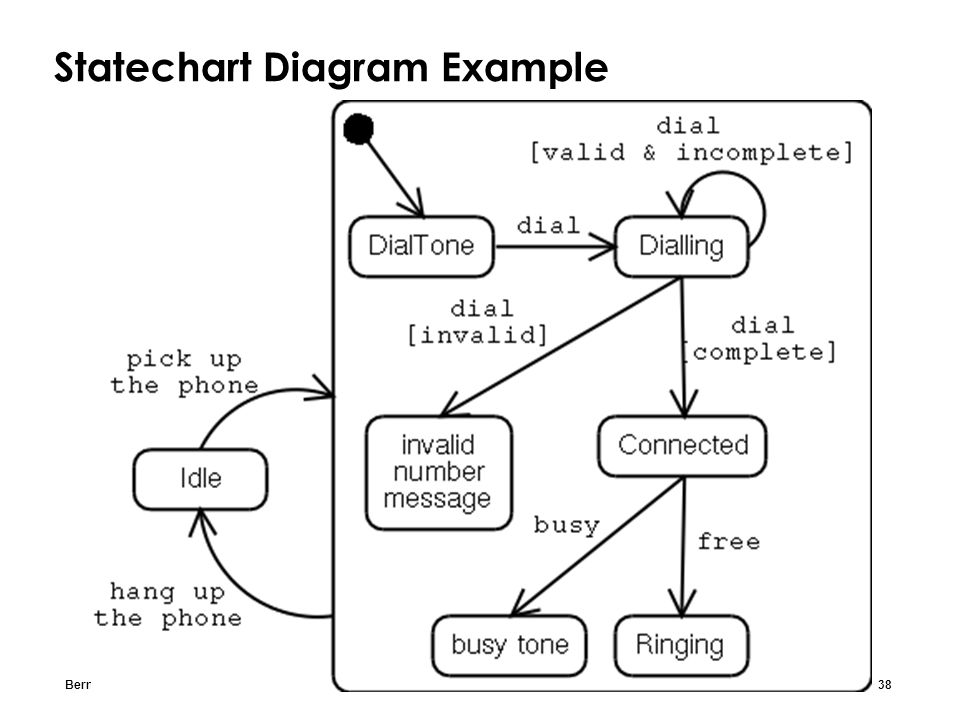 Statechart Diagram Example
dial
[valid & incomplete]
DialTone
dial
Dialling
dial
[invalid]
dial
[complete]
pick up
the phone
invalid
number
message
Connected
Idle
busy
free
hang up
the phone
busy tone
Ringing
Berr
38